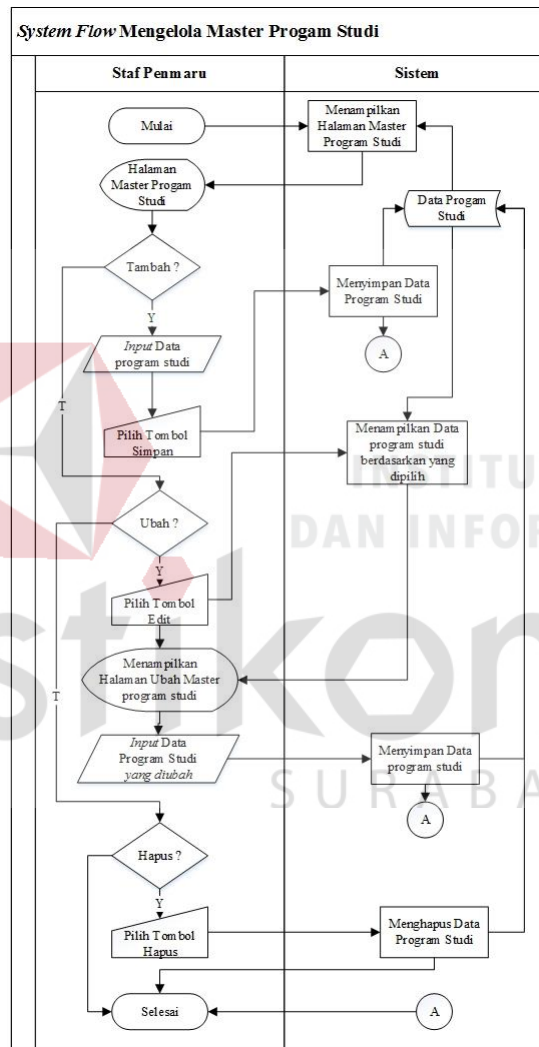 System Flow Mengelola Master Progam Studi
Staf Penmaru
Sistem
Mulai
Menampilkan
Halaman Master
Program Studi
Halaman
Master Progam
Studi
Data Progam
Studi
Tambah ?
Menyimpan Data
Program Studi
Y
A
Input Data
program studi
T
Pilih Tombol
Simpan
Menampilkan Data
program studi
berdasarkan yang
dipilih
INSTITU
DAN INFOR
Ubah ?
Y
Pilih Tombol
Edit
stikom
Menampilkan
Halaman Ubah Master
program studi
T
Input Data
Program Studi
yang diubah
Menyimpan Data
program studi
SURABA
A
Hapus ?
Y
Pilih Tombol
Hapus
Menghapus Data
Program Studi
Selesai
A